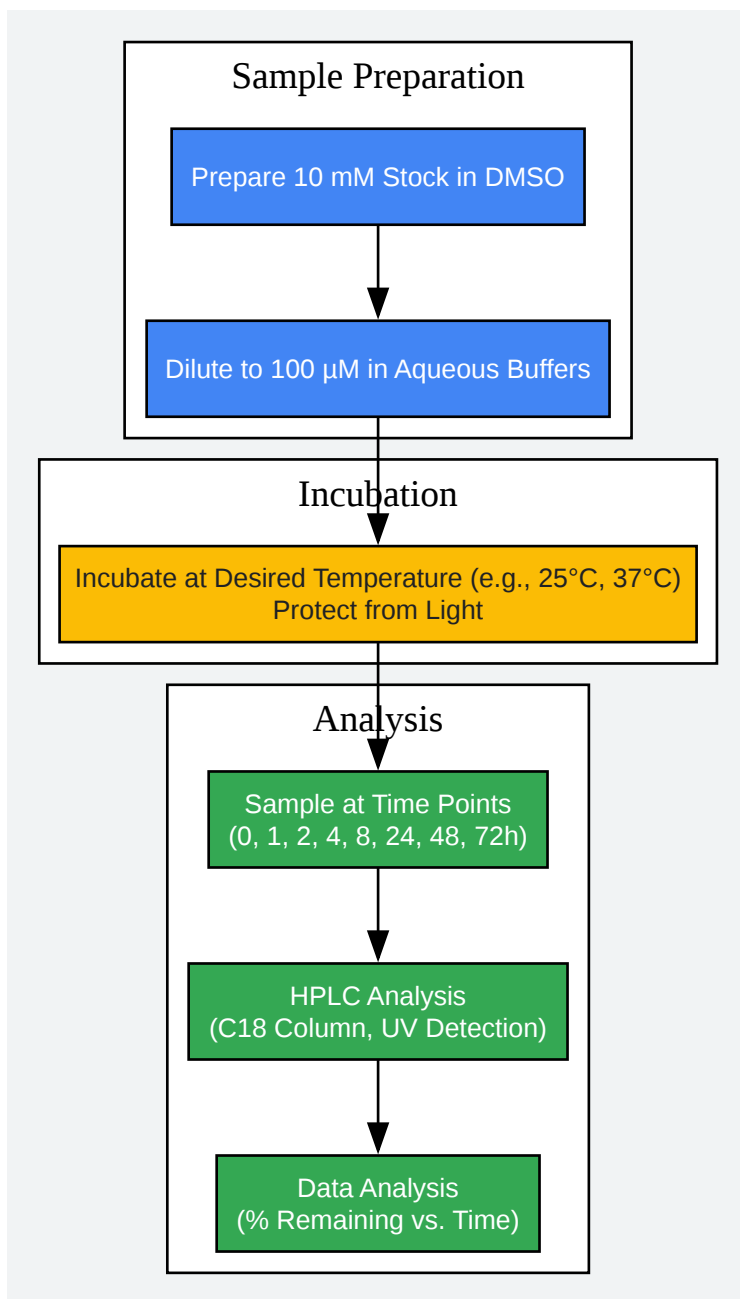 Sample Preparation
Prepare 10 mM Stock in DMSO
Dilute to 100 µM in Aqueous Buffers
Incubation
Incubate at Desired Temperature (e.g., 25°C, 37°C)
Protect from Light
Analysis
Sample at Time Points
(0, 1, 2, 4, 8, 24, 48, 72h)
HPLC Analysis
(C18 Column, UV Detection)
Data Analysis
(% Remaining vs. Time)